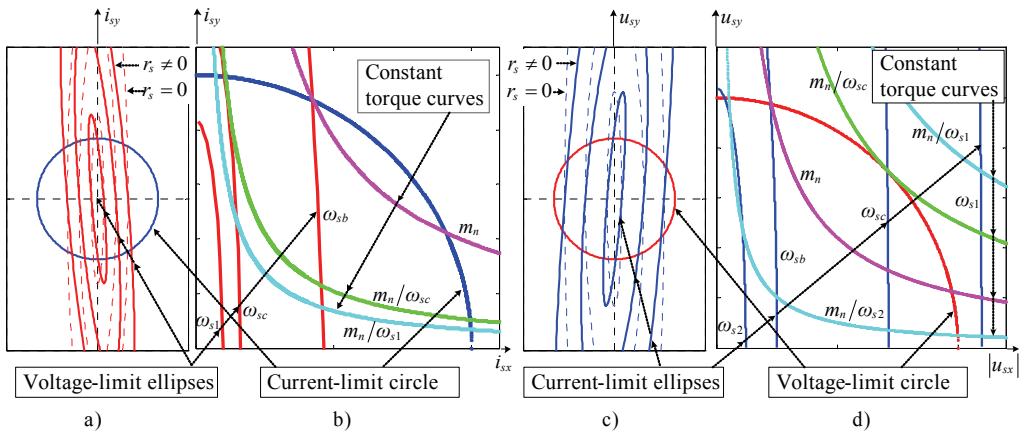 i_sy
r_s ≠ 0
r_s = 0
Voltage-limit ellipses
a)
i_sy
Constant
torque curves
ω_sb
m_n
ω_s1
ω_sc
m_n/ω_sc
m_n/ω_s1
i_sx
Current-limit circle
b)
u_sy
r_s ≠ 0
r_s = 0
Current-limit ellipses
c)
u_sy
Constant
torque curves
m_n/ω_sc
m_n/ω_s1
m_n
ω_sc
ω_s1
ω_sb
ω_s2
m_n/ω_s2
|u_sx|
Voltage-limit circle
d)